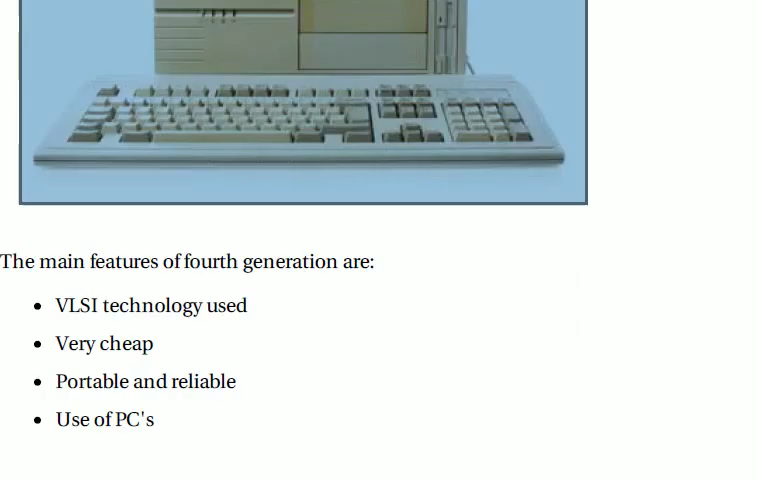 The main features of fourth generation are:
• VLSI technology used
• Very cheap
• Portable and reliable
• Use of PC's